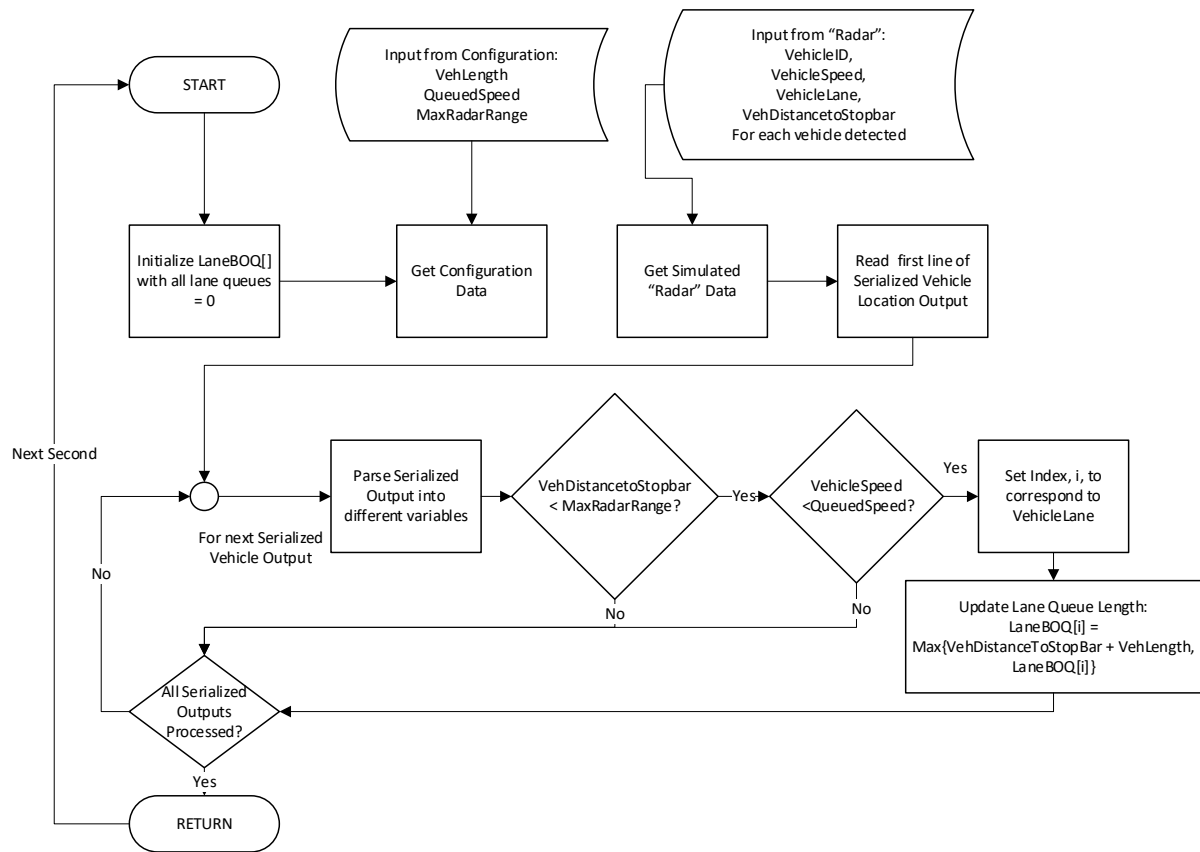 START
Input from Configuration:
VehLength
QueuedSpeed
MaxRadarRange
Input from “Radar”:
VehicleID,
VehicleSpeed,
VehicleLane,
VehDistancetoStopbar
For each vehicle detected
Initialize LaneBOQ[]
with all lane queues
= 0
Get Configuration
Data
Get Simulated
“Radar” Data
Read first line of
Serialized Vehicle
Location Output
Next Second
Parse Serialized
Output into
different variables
For next Serialized
Vehicle Output
VehDistancetoStopbar
< MaxRadarRange?
Yes
No
VehicleSpeed
<QueuedSpeed?
Yes
No
Set Index, i, to
correspond to
VehicleLane
Update Lane Queue Length:
LaneBOQ[i] =
Max{VehDistanceToStopBar + VehLength,
LaneBOQ[i]}
No
All Serialized
Outputs
Processed?
Yes
RETURN